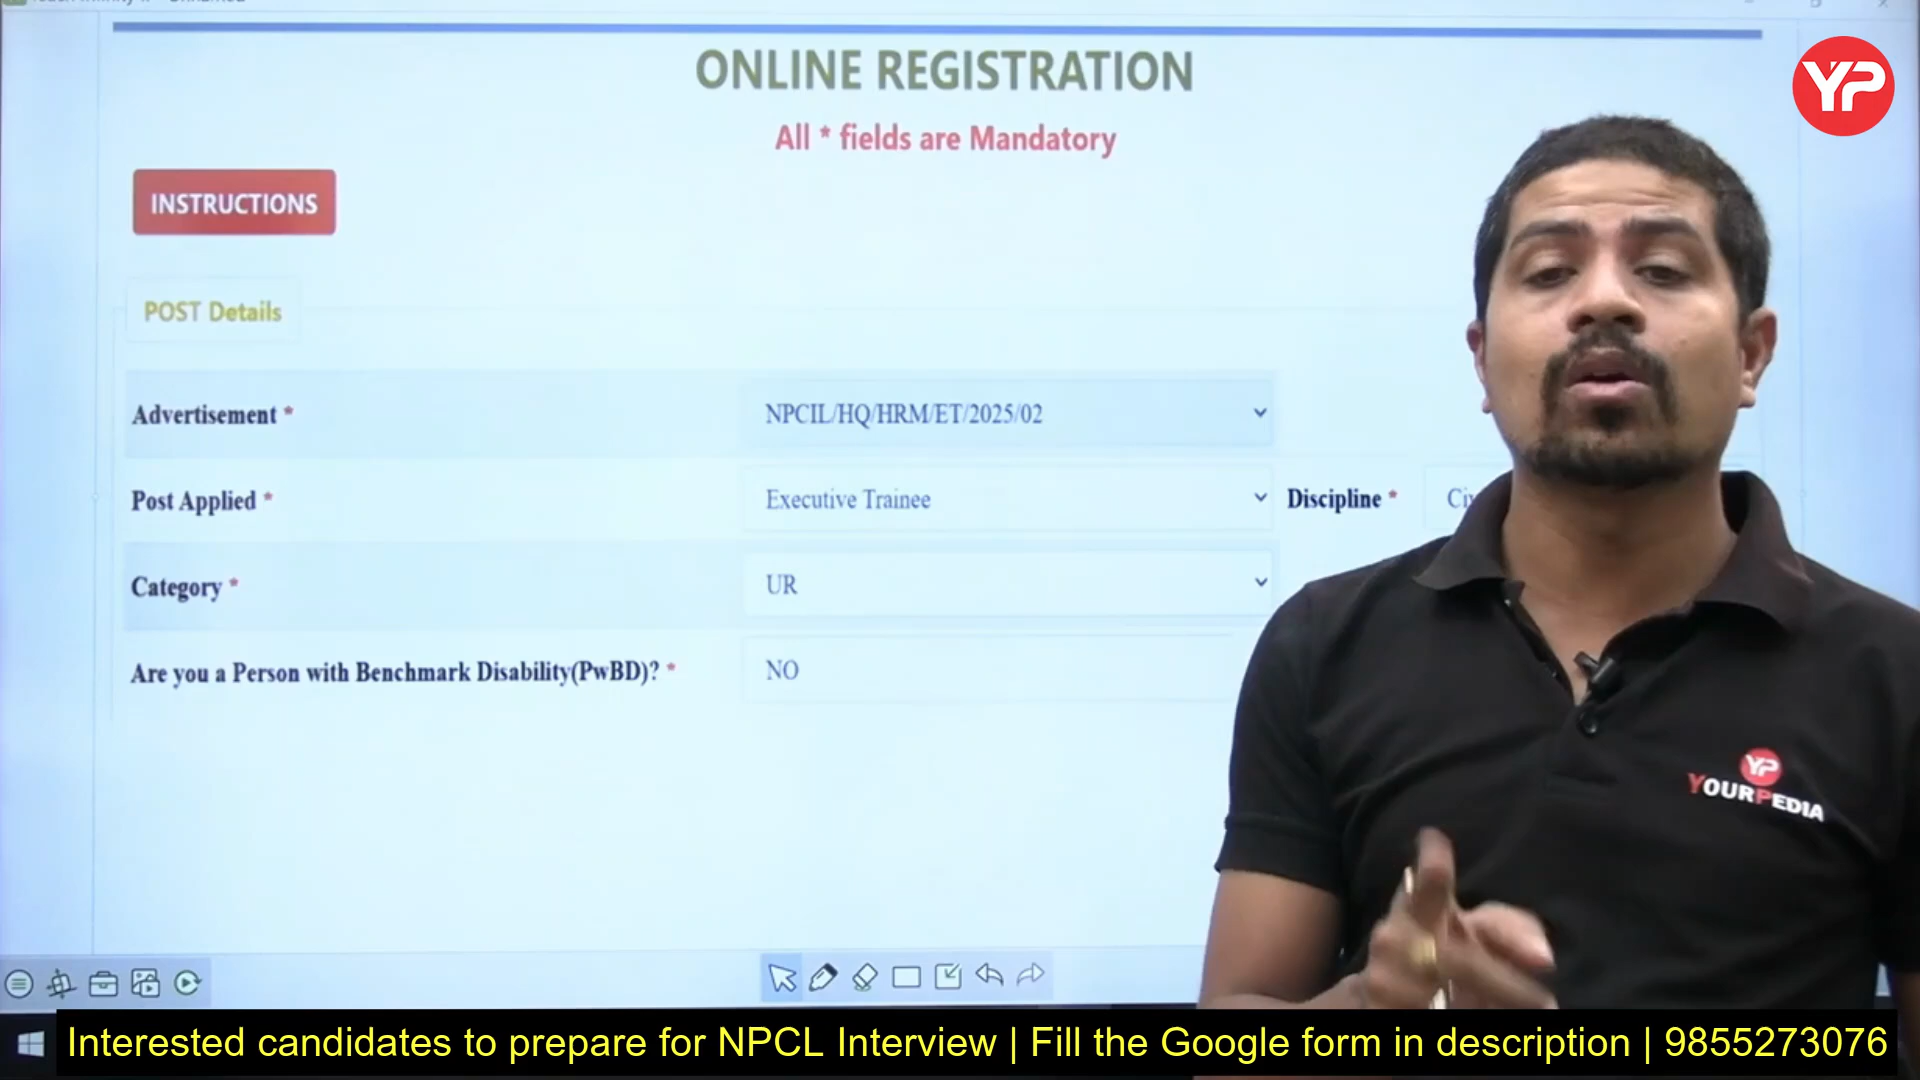 ONLINE REGISTRATION
All * fields are Mandatory
INSTRUCTIONS
POST Details
Advertisement * NPCIL/HQ/HRM/ET/2025/02
Post Applied * Executive Trainee Discipline *
Category * UR
Are you a Person with Benchmark Disability(PwBD)? * NO
YP
YP
YOURPEDIA
Interested candidates to prepare for NPCL Interview | Fill the Google form in description | 9855273076